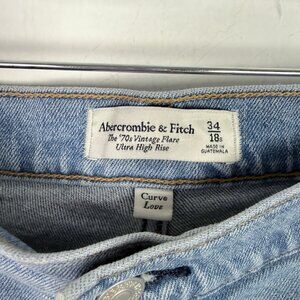 Abercrombie & Fitch
The '70s Vintage Flare
Ultra High Rise
34
18s
MADE IN
GUATEMALA
Curve
Love